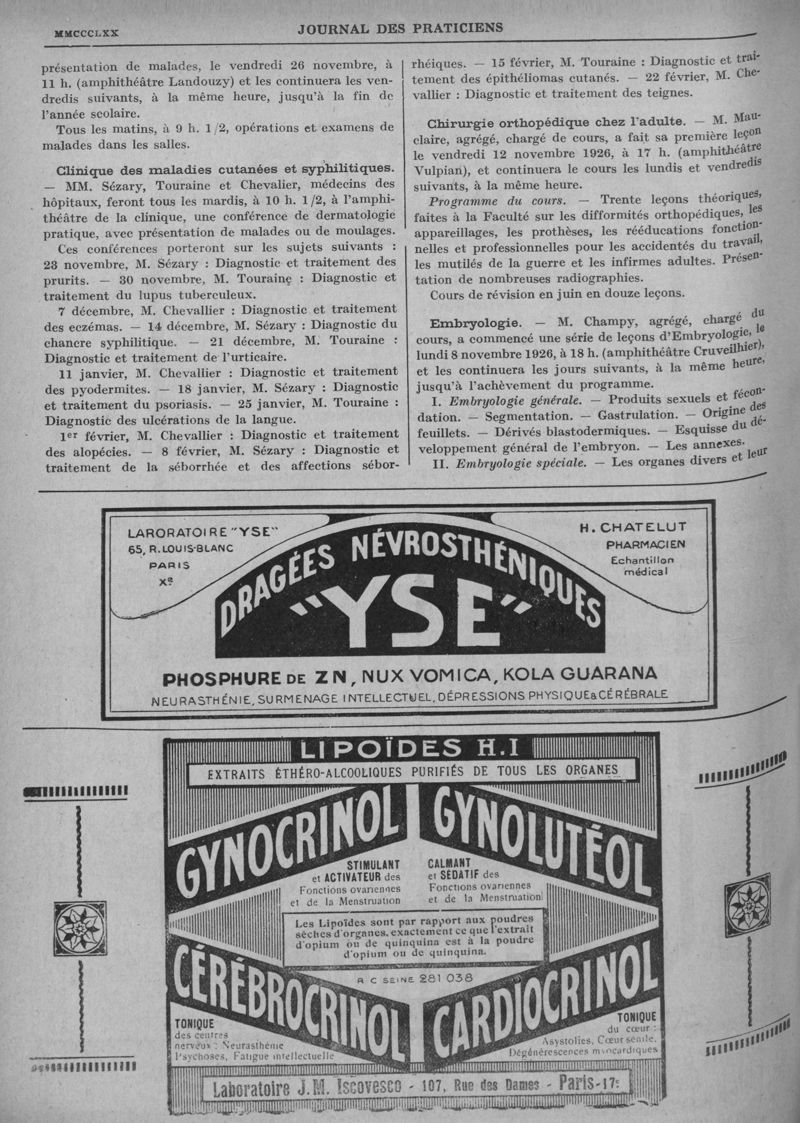 MMCCCLXX
JOURNAL DES PRATICIENS
présentation de malades, le vendredi 26 novembre, à
11 h. (amphithéâtre Landouzy) et les continuera les ven-
dredis suivants, à la même heure, jusqu'à la fin de
l'année scolaire.
Tous les matins, à 9 h. 1/2, opérations et examens de
malades dans les salles.
Clinique des maladies cutanées et syphilitiques.
— MM. Sézary, Touraine et Chevalier, médecins des
hôpitaux, feront tous les mardis, à 10 h. 1/2, à l'amphi-
théâtre de la clinique, une conférence de dermatologie
pratique, avec présentation de malades ou de moulages.
Ces conférences porteront sur les sujets suivants :
23 novembre, M. Sézary : Diagnostic et traitement des
prurits. — 30 novembre, M. Touraine : Diagnostic et
traitement du lupus tuberculeux.
7 décembre, M. Chevallier : Diagnostic et traitement
des eczémas. — 14 décembre, M. Sézary : Diagnostic du
chancre syphilitique. — 21 décembre, M. Touraine :
Diagnostic et traitement de l'urticaire.
11 janvier, M. Chevallier : Diagnostic et traitement
des pyodermites. — 18 janvier, M. Sézary : Diagnostic
et traitement du psoriasis. — 25 janvier, M. Touraine :
Diagnostic des ulcérations de la langue.
1er février, M. Chevallier : Diagnostic et traitement
des alopécies. — 8 février, M. Sézary : Diagnostic et
traitement de la séborrhée et des affections sébor-
rhéiques. — 15 février, M. Touraine : Diagnostic et trai-
tement des épithéliomas cutanés. — 22 février, M. Che-
vallier : Diagnostic et traitement des teignes.
Chirurgie orthopédique chez l'adulte. — M. Mau-
claire, agrégé, chargé de cours, a fait sa première leçon
le vendredi 12 novembre 1926, à 17 h. (amphithéâtre
Vulpian), et continuera le cours les lundis et vendredis
suivants, à la même heure.
Programme du cours. — Trente leçons théoriques,
faites à la Faculté sur les difformités orthopédiques, les
appareillages, les prothèses, les rééducations fonction-
nelles et professionnelles pour les accidentés du travail,
les mutilés de la guerre et les infirmes adultes. Présen-
tation de nombreuses radiographies.
Cours de révision en juin en douze leçons.
Embryologie. — M. Champy, agrégé, chargé du
cours, a commencé une série de leçons d'Embryologie, le
lundi 8 novembre 1926, à 18 h. (amphithéâtre Cruveilhier),
et les continuera les jours suivants, à la même heure,
jusqu'à l'achèvement du programme.
I. Embryologie générale. — Produits sexuels et fécon-
dation. — Segmentation. — Gastrulation. — Origine des
feuillets. — Dérivés blastodermiques. — Esquisse du dé-
veloppement général de l'embryon. — Les annexes.
II. Embryologie spéciale. — Les organes divers et leur
LARORATOIRE "YSE"
65, R. LOUIS-BLANC
PARIS
Xe
H. CHATELUT
PHARMACIEN
Echantillon
médical
DRAGÉES NÉVROSTHÉNIQUES
"YSE"
PHOSPHURE DE ZN, NUX VOMICA, KOLA GUARANA
NEURASTHÉNIE, SURMENAGE INTELLECTUEL, DÉPRESSIONS PHYSIQUE & CÉRÉBRALE
LIPOÏDES H.I
EXTRAITS ÉTHÉRO-ALCOOLIQUES PURIFIÉS DE TOUS LES ORGANES
GYNOCRINOL
STIMULANT
et ACTIVATEUR des
Fonctions ovariennes
et de la Menstruation
GYNOLUTÉOL
CALMANT
et SÉDATIF des
Fonctions ovariennes
et de la Menstruation
Les Lipoïdes sont par rapport aux poudres
sèches d'organes, exactement ce que l'extrait
d'opium ou de quinquina est à la poudre
d'opium ou de quinquina.
R C SEINE 281 038
CÉRÉBROCRINOL
TONIQUE
des centres
nerveux : Neurasthénie
Psychoses, Fatigue intellectuelle
CARDIOCRINOL
TONIQUE
du cœur :
Asystolies, Cœur sénile,
Dégénérescences myocardiques
Laboratoire J.M. Iscovesco - 107, Rue des Dames - Paris-17e